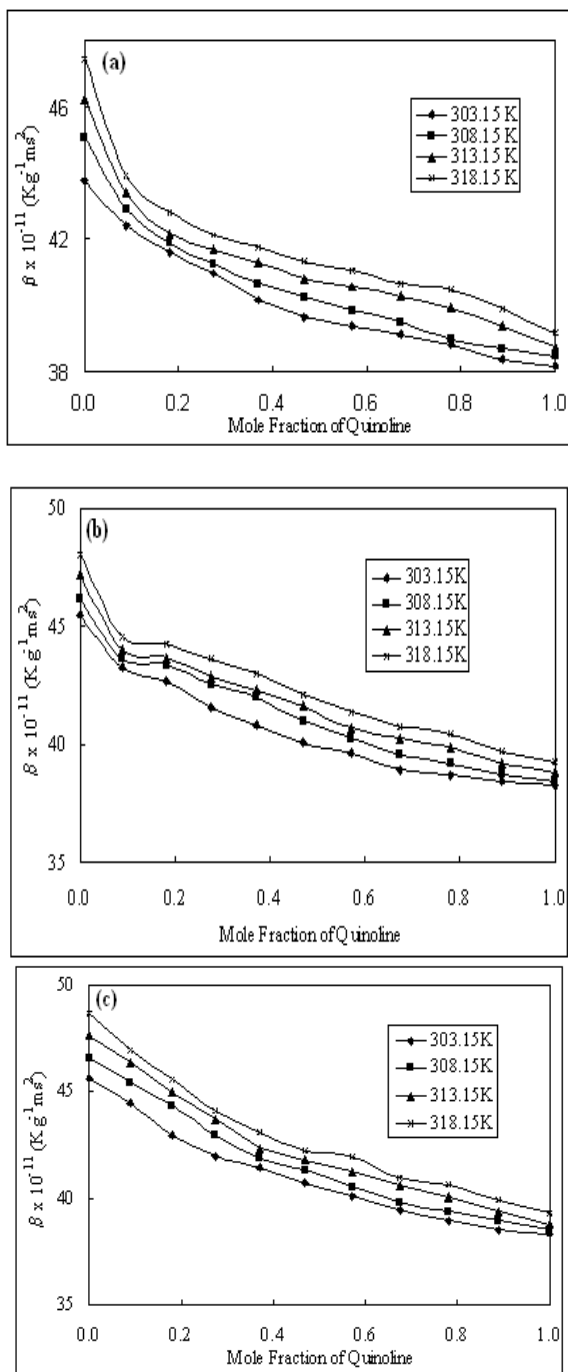 (a)
β x 10⁻¹¹ (Kg⁻¹ms²)
46
42
38
303.15 K
308.15 K
313.15 K
318.15 K
0.0 0.2 0.4 0.6 0.8 1.0
Mole Fraction of Quinoline
(b)
β x 10⁻¹¹ (Kg⁻¹ms²)
50
45
40
35
303.15K
308.15K
313.15K
318.15K
0.0 0.2 0.4 0.6 0.8 1.0
Mole Fraction of Quinoline
(c)
β x 10⁻¹¹ (Kg⁻¹ms²)
50
45
40
35
303.15K
308.15K
313.15K
318.15K
0.0 0.2 0.4 0.6 0.8 1.0
Mole Fraction of Quinoline